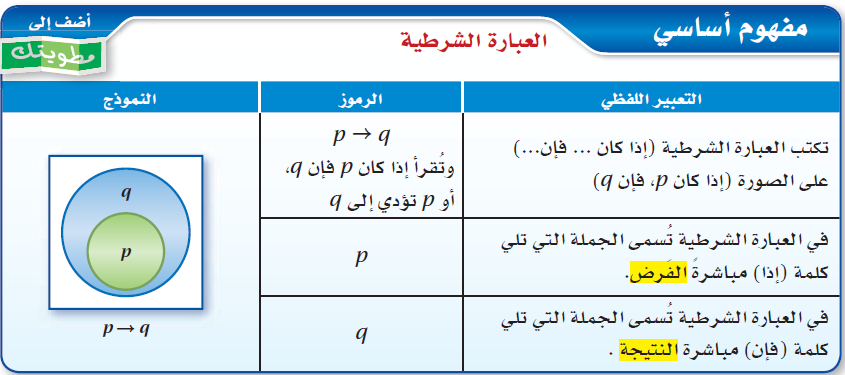 مفهوم أساسي
العبارة الشرطية
أضف إلى
مطويتك
التعبير اللفظي
الرموز
النموذج
تكتب العبارة الشرطية (إذا كان ... فإن...)
على الصورة (إذا كان p، فإن q)
p → q
وتُقرأ إذا كان p فإن q،
أو p تؤدي إلى q
في العبارة الشرطية تُسمى الجملة التي تلي
كلمة (إذا) مباشرةً الفَرض.
p
في العبارة الشرطية تُسمى الجملة التي تلي
كلمة (فإن) مباشرة النتيجة .
q
q
p
p → q